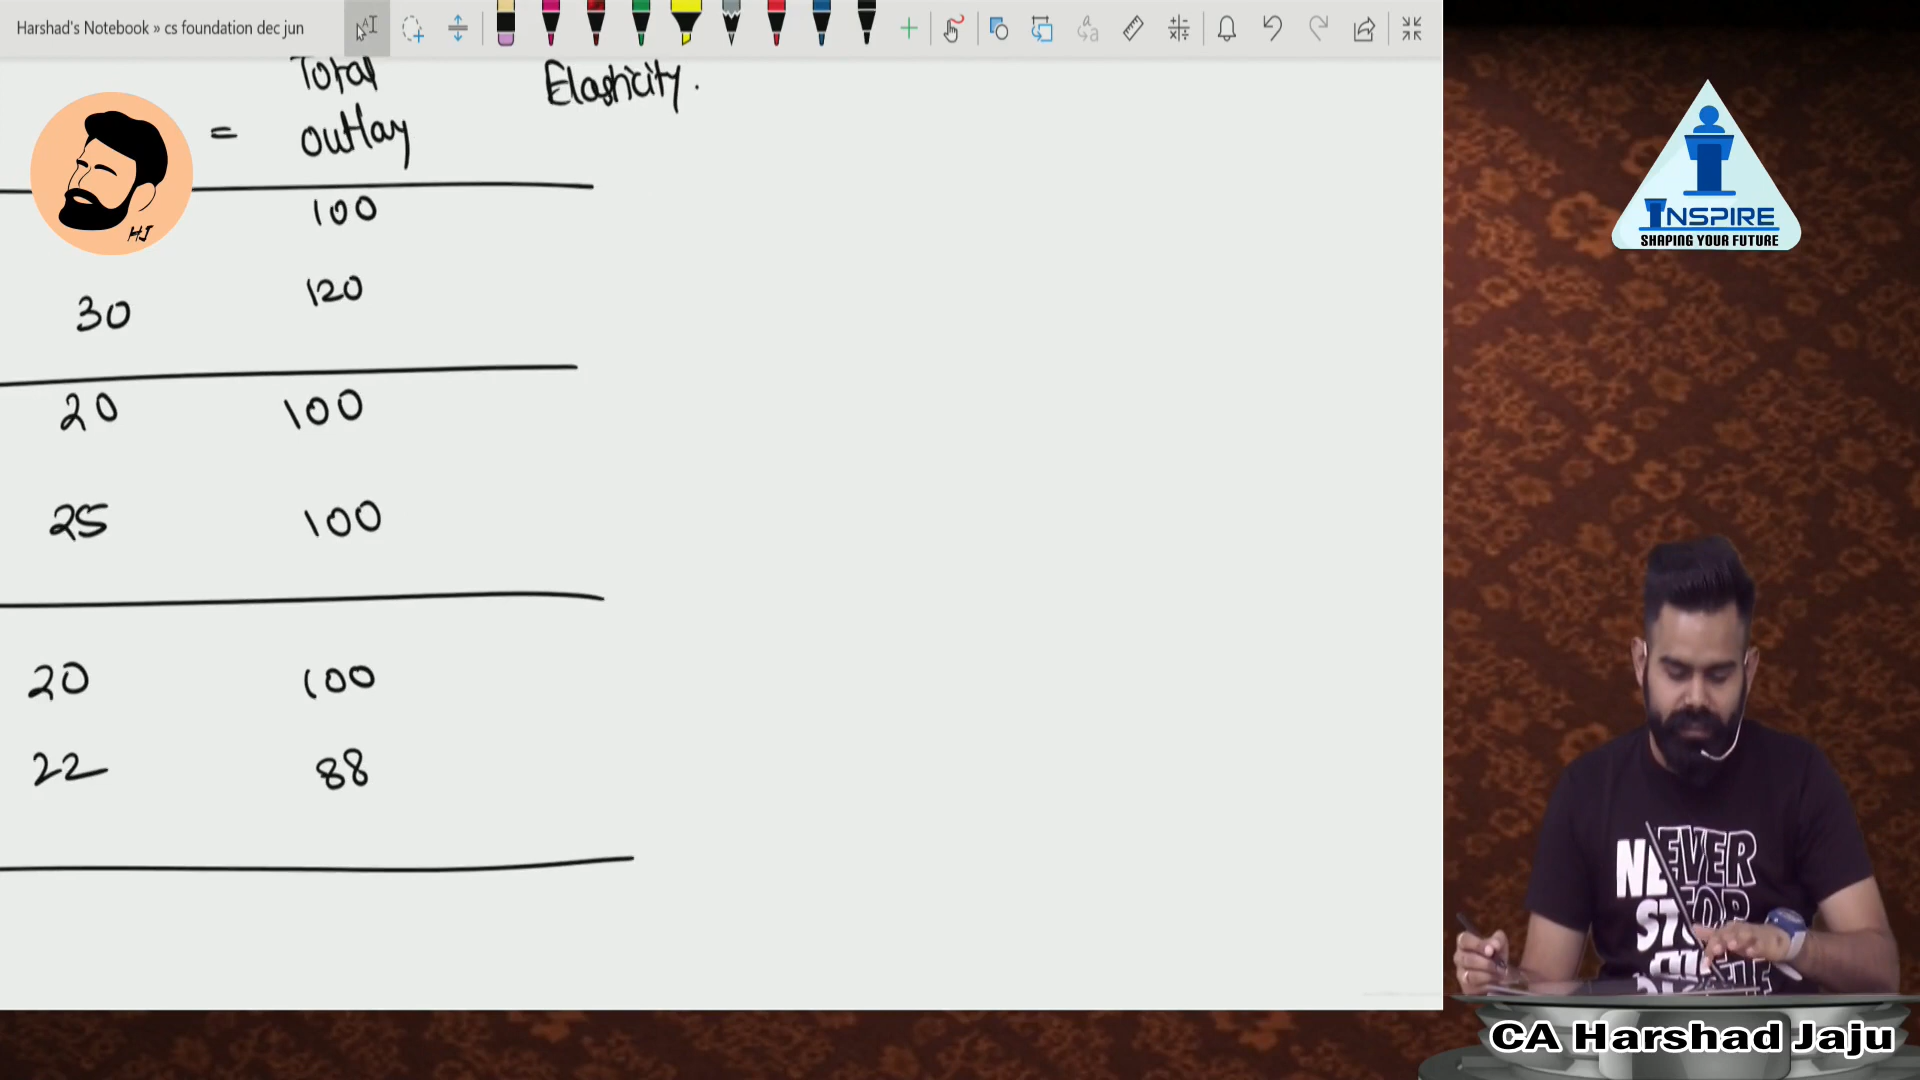 Harshad's Notebook » cs foundation dec jun
Total
outlay
=
Elasticity.
100
30 120
20 100
25 100
20 100
22 88
HJ
INSPIRE
SHAPING YOUR FUTURE
NEVER
STOP
CA Harshad Jaju